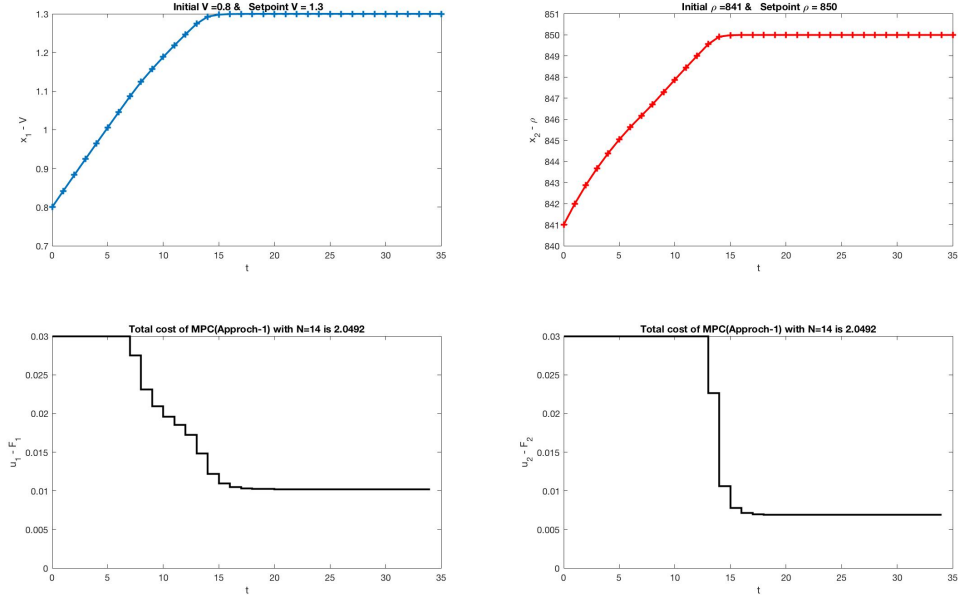 Initial V =0.8 &   Setpoint V = 1.3
1.3
1.2
1.1
1
0.9
0.8
0.7
x1 - V
0 5 10 15 20 25 30 35
t
Initial ρ =841 &   Setpoint ρ = 850
851
850
849
848
847
846
845
844
843
842
841
840
x2 - ρ
0 5 10 15 20 25 30 35
t
Total cost of MPC(Approch-1) with N=14 is 2.0492
0.03
0.025
0.02
0.015
0.01
0.005
0
u1 - F1
0 5 10 15 20 25 30 35
t
Total cost of MPC(Approch-1) with N=14 is 2.0492
0.03
0.025
0.02
0.015
0.01
0.005
0
u2 - F2
0 5 10 15 20 25 30 35
t